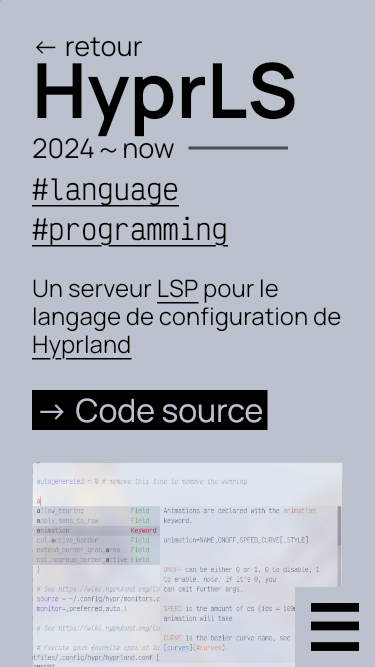 ← retour
HyprLS
2024 ~ now
#language
#programming
Un serveur LSP pour le
langage de configuration de
Hyprland
→ Code source
autogenerated = 0 # remove this line to remove the warning
a
allow_tearing Field
apply_sens_to_raw Field
animation Keyword
col.active_border Field
extend_border_grab_area Field
col.nogroup_border_active Field
}
Animations are declared with the animation
keyword.
animation=NAME,ONOFF,SPEED,CURVE[,STYLE]
ONOFF can be either 0 or 1, 0 to disable, 1
to enable. note: if it's 0, you
can omit further args.
# See https://wiki.hyprland.org/Co
source = ~/.config/hypr/monitors.c
monitor=,preferred,auto,1
SPEED is the amount of ds (1ds = 100m
animation will take
# See https://wiki.hyprland.org/Co
CURVE is the bezier curve name, see
[curves](#curves).
# Execute your favorite apps at la
otfiles/.config/hypr/hyprland.conf [